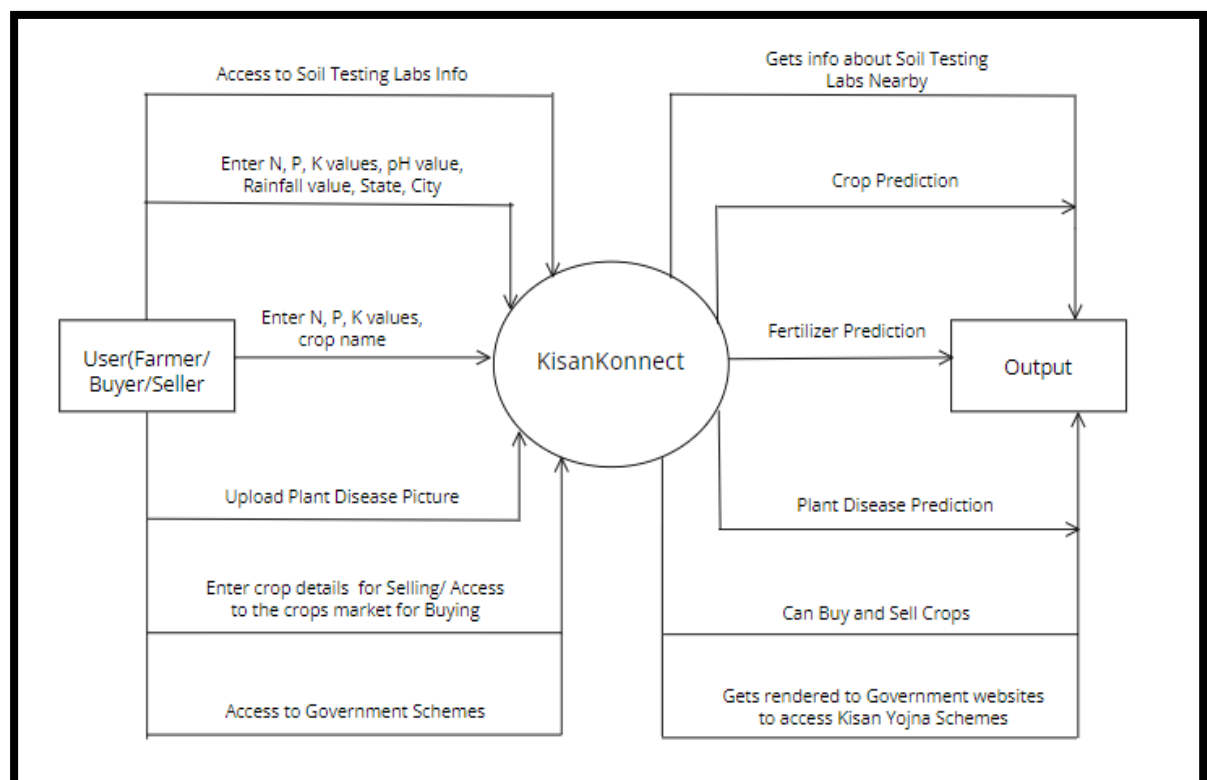 Access to Soil Testing Labs Info
Gets info about Soil Testing
Labs Nearby
Enter N, P, K values, pH value,
Rainfall value, State, City
Crop Prediction
Enter N, P, K values,
crop name
User(Farmer/
Buyer/Seller
KisanKonnect
Fertilizer Prediction
Output
Upload Plant Disease Picture
Plant Disease Prediction
Enter crop details for Selling/ Access
to the crops market for Buying
Can Buy and Sell Crops
Access to Government Schemes
Gets rendered to Government websites
to access Kisan Yojna Schemes